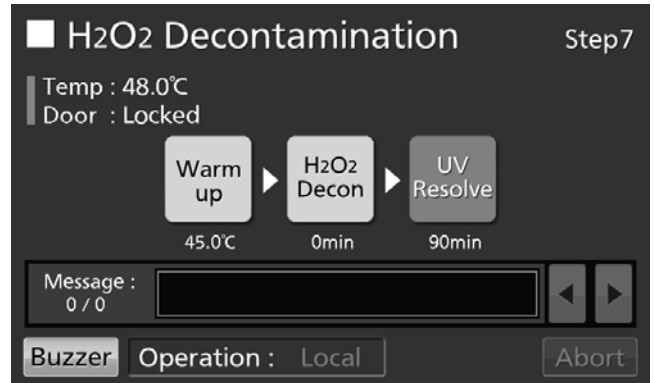 H2O2 Decontamination
Step7
Temp : 48.0℃
Door : Locked
Warm up
H2O2 Decon
UV Resolve
45.0℃
0min
90min
Message :
0 / 0
Buzzer
Operation : Local
Abort